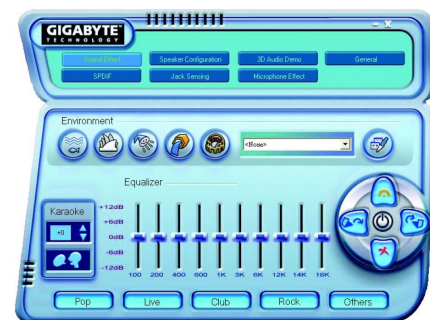 GIGABYTE™
TECHNOLOGY
Sound Effect
Speaker Configuration
3D Audio Demo
General
SPDIF
Jack Sensing
Microphone Effect
Environment
<None>
Equalizer
Karaoke
+0
+12dB
+6dB
0dB
-6dB
-12dB
100 200 400 600 1K 3K 6K 12K 14K 16K
Pop
Live
Club
Rock
Others